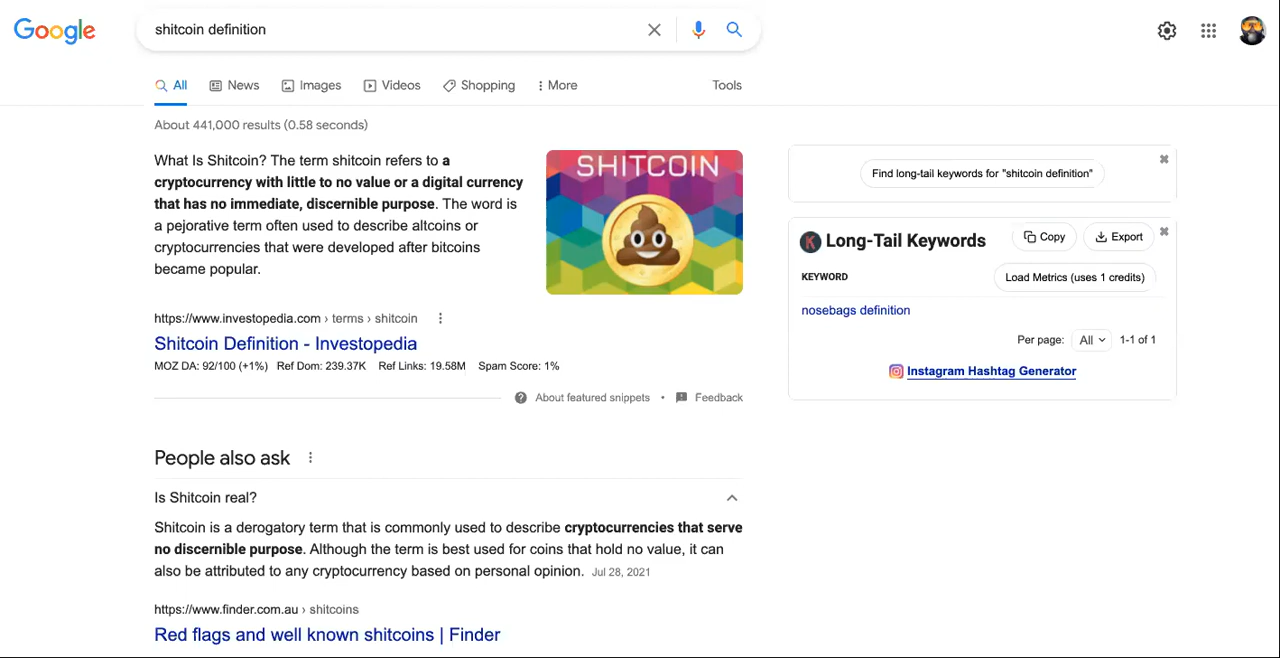 Google
shitcoin definition
All News Images Videos Shopping More Tools
About 441,000 results (0.58 seconds)
What Is Shitcoin? The term shitcoin refers to a
cryptocurrency with little to no value or a digital currency
that has no immediate, discernible purpose. The word is
a pejorative term often used to describe altcoins or
cryptocurrencies that were developed after bitcoins
became popular.
SHITCOIN
https://www.investopedia.com › terms › shitcoin
Shitcoin Definition - Investopedia
MOZ DA: 92/100 (+1%) Ref Dom: 239.37K Ref Links: 19.58M Spam Score: 1%
About featured snippets • Feedback
People also ask
Is Shitcoin real?
Shitcoin is a derogatory term that is commonly used to describe cryptocurrencies that serve
no discernible purpose. Although the term is best used for coins that hold no value, it can
also be attributed to any cryptocurrency based on personal opinion. Jul 28, 2021
https://www.finder.com.au › shitcoins
Red flags and well known shitcoins | Finder
Find long-tail keywords for "shitcoin definition"
K Long-Tail Keywords Copy Export
KEYWORD Load Metrics (uses 1 credits)
nosebags definition
Per page: All 1-1 of 1
Instagram Hashtag Generator